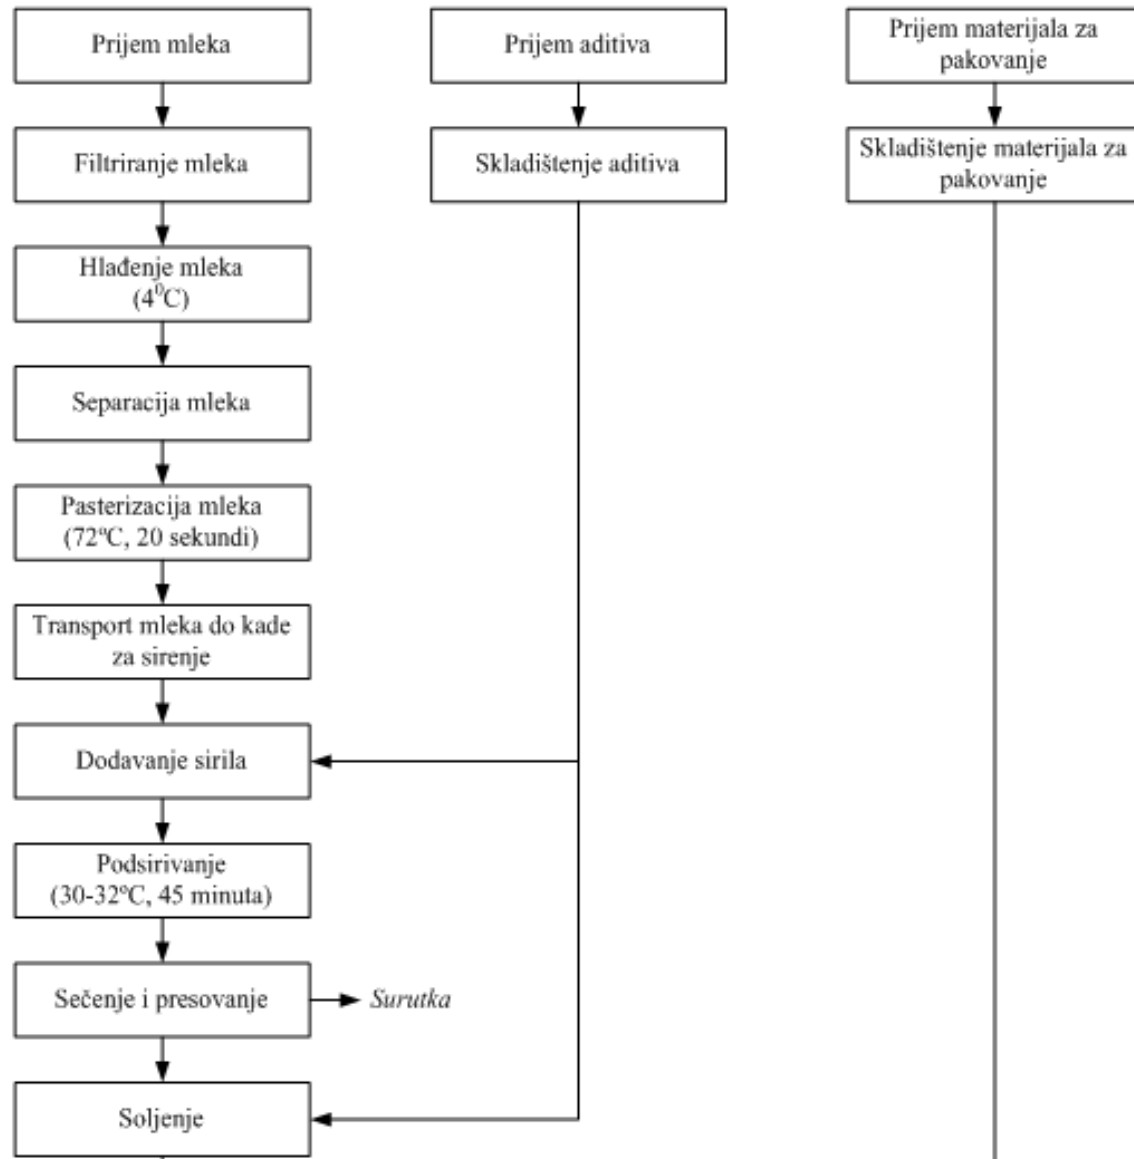 Prijem mleka
Prijem aditiva
Prijem materijala za
pakovanje
Filtriranje mleka
Skladištenje aditiva
Skladištenje materijala za
pakovanje
Hlađenje mleka
(4⁰C)
Separacija mleka
Pasterizacija mleka
(72ºC, 20 sekundi)
Transport mleka do kade
za sirenje
Dodavanje sirila
Podsirivanje
(30-32ºC, 45 minuta)
Sečenje i presovanje
Surutka
Soljenje